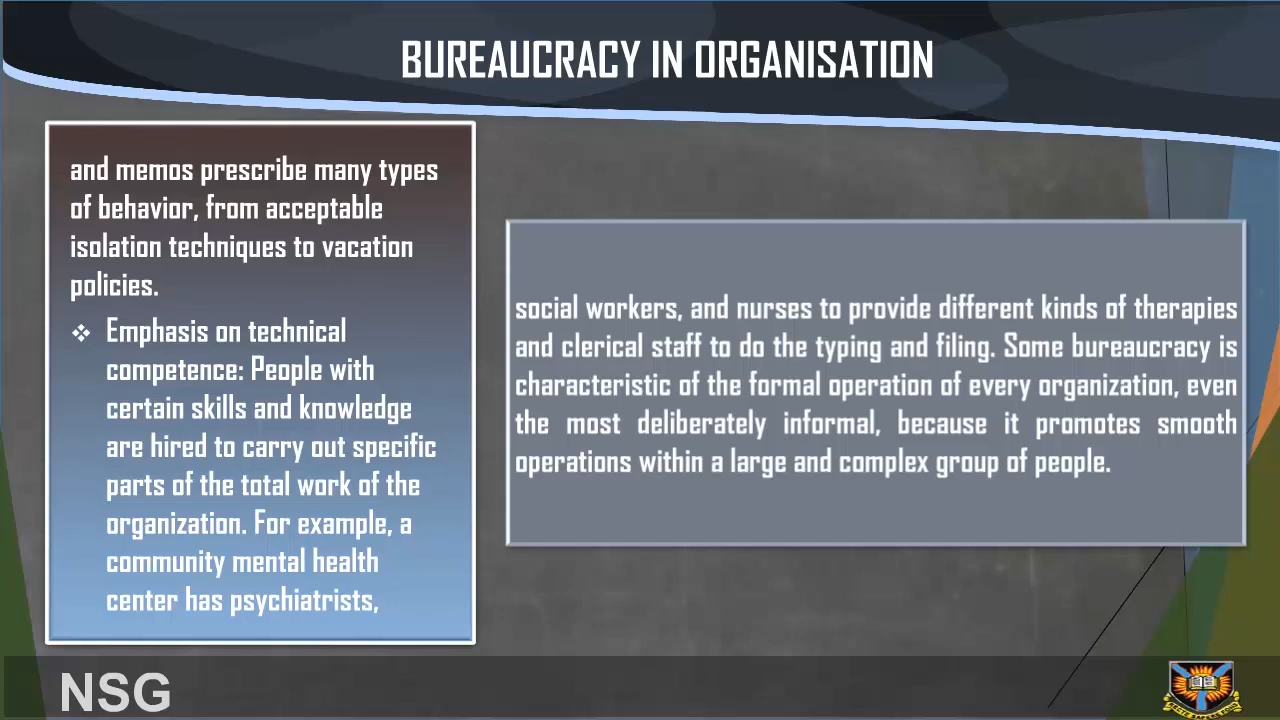 BUREAUCRACY IN ORGANISATION
and memos prescribe many types
of behavior, from acceptable
isolation techniques to vacation
policies.
❖ Emphasis on technical
competence: People with
certain skills and knowledge
are hired to carry out specific
parts of the total work of the
organization. For example, a
community mental health
center has psychiatrists,
social workers, and nurses to provide different kinds of therapies
and clerical staff to do the typing and filing. Some bureaucracy is
characteristic of the formal operation of every organization, even
the most deliberately informal, because it promotes smooth
operations within a large and complex group of people.
NSG